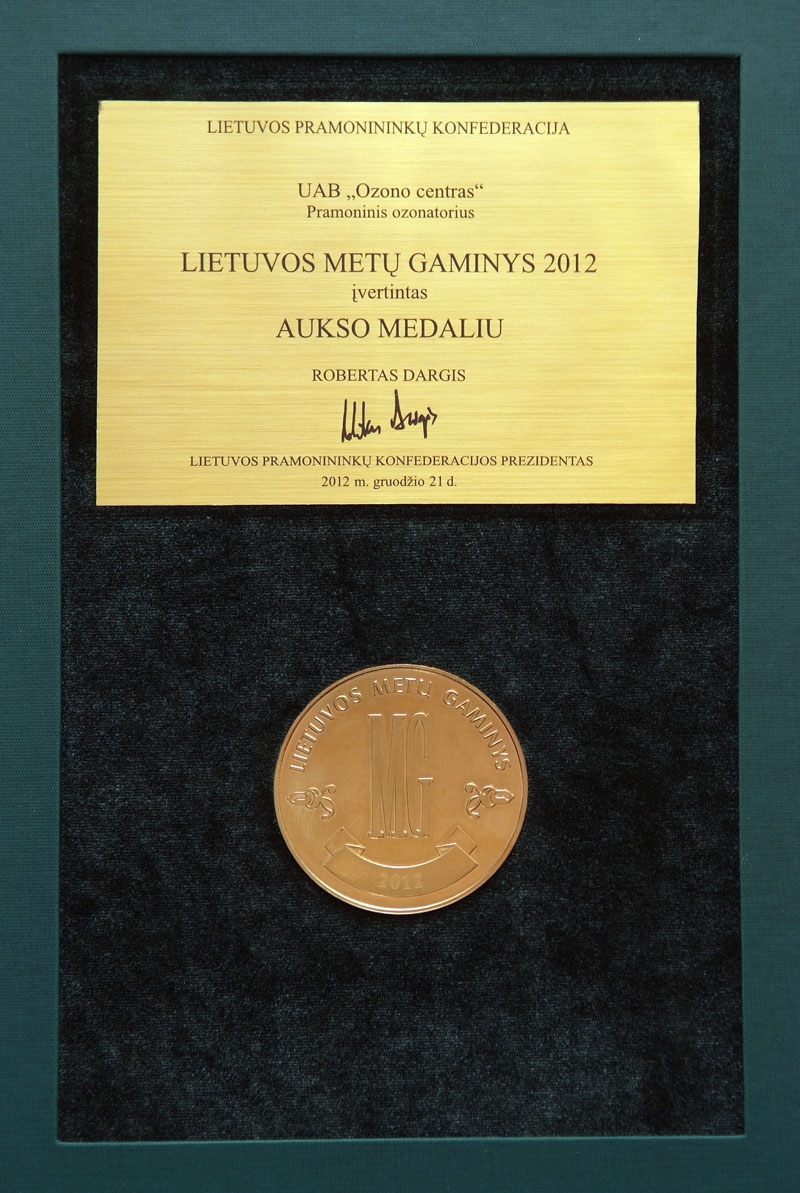 LIETUVOS PRAMONININKŲ KONFEDERACIJA
UAB „Ozono centras“
Pramoninis ozonatorius
LIETUVOS METŲ GAMINYS 2012
įvertintas
AUKSO MEDALIU
ROBERTAS DARGIS
LIETUVOS PRAMONININKŲ KONFEDERACIJOS PREZIDENTAS
2012 m. gruodžio 21 d.
LIETUVOS METŲ GAMINYS
MG
2012